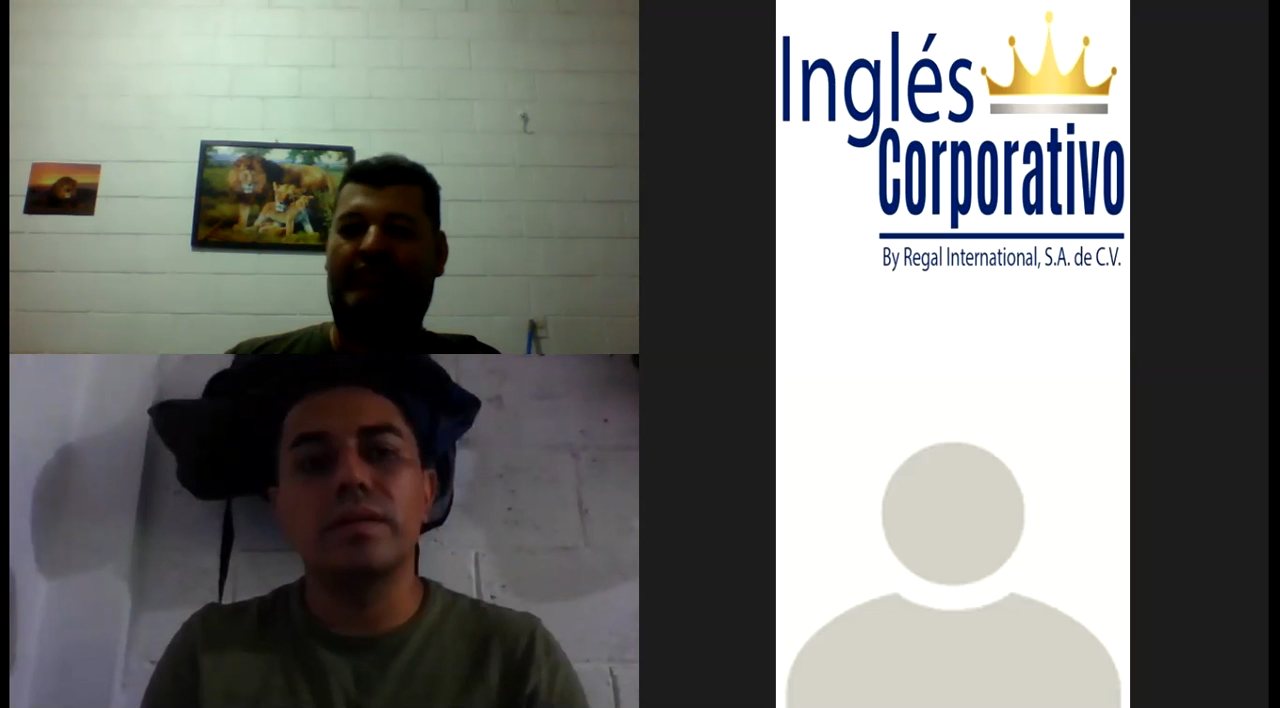 Inglés
Corporativo
By Regal International, S.A. de C.V.